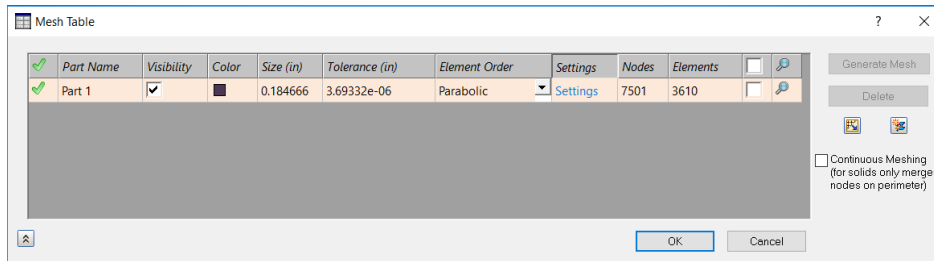 Mesh Table
Part Name Visibility Color Size (in) Tolerance (in) Element Order Settings Nodes Elements
Part 1 0.184666 3.69332e-06 Parabolic Settings 7501 3610
Generate Mesh
Delete
Continuous Meshing
(for solids only merge
nodes on perimeter)
OK Cancel